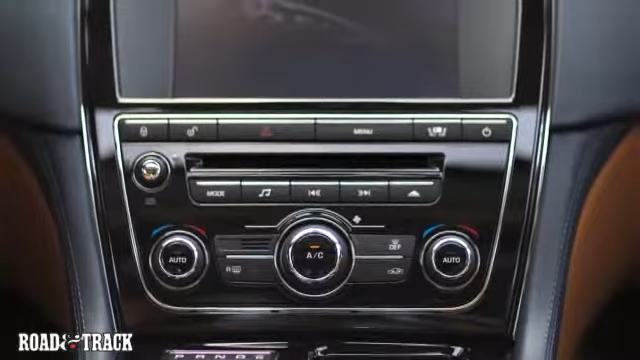 MENU
MODE
AUTO
A/C
DEF
R
AUTO
ROAD & TRACK
P R N D S